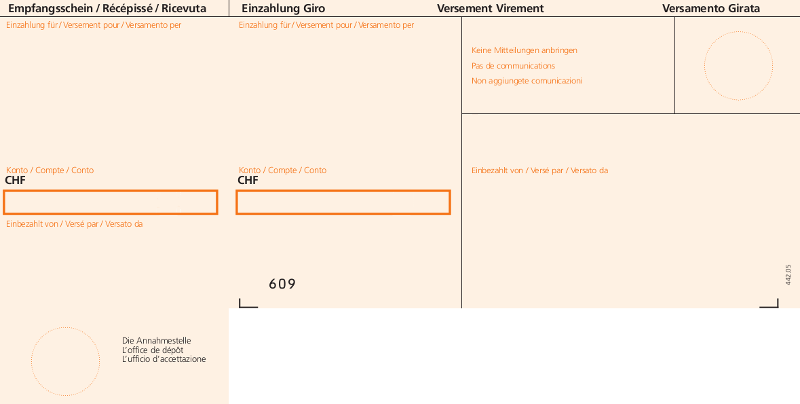 Empfangsschein / Récépissé / Ricevuta
Einzahlung für / Versement pour / Versamento per
Konto / Compte / Conto
CHF
Einbezahlt von / Versé par / Versato da
Die Annahmestelle
L'office de dépôt
L'ufficio d'accettazione
Einzahlung Giro
Versement Virement
Versamento Girata
Einzahlung für / Versement pour / Versamento per
Konto / Compte / Conto
CHF
609
Keine Mitteilungen anbringen
Pas de communications
Non aggiungete comunicazioni
Einbezahlt von / Versé par / Versato da
442.05